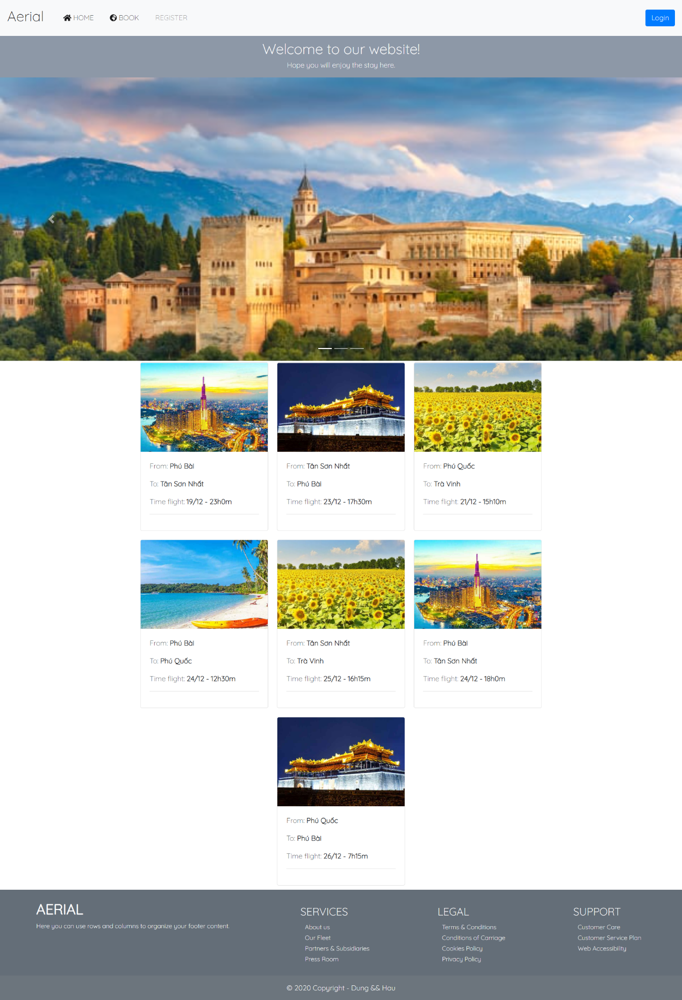 Aerial
HOME
BOOK
REGISTER
Login
Welcome to our website!
Hope you will enjoy the stay here.
From: Phú Bài
To: Tân Sơn Nhất
Time flight: 19/12 - 23h0m
From: Tân Sơn Nhất
To: Phú Bài
Time flight: 23/12 - 17h30m
From: Phú Quốc
To: Trà Vinh
Time flight: 21/12 - 15h10m
From: Phú Bài
To: Phú Quốc
Time flight: 24/12 - 12h30m
From: Tân Sơn Nhất
To: Trà Vinh
Time flight: 25/12 - 16h15m
From: Phú Bài
To: Tân Sơn Nhất
Time flight: 24/12 - 18h0m
From: Phú Quốc
To: Phú Bài
Time flight: 26/12 - 7h15m
AERIAL
Here you can use rows and columns to organize your footer content.
SERVICES
About us
Our Fleet
Partners & Subsidiaries
Press Room
LEGAL
Terms & Conditions
Conditions of Carriage
Cookies Policy
Privacy Policy
SUPPORT
Customer Care
Customer Service Plan
Web Accessibility
© 2020 Copyright - Dung && Hau